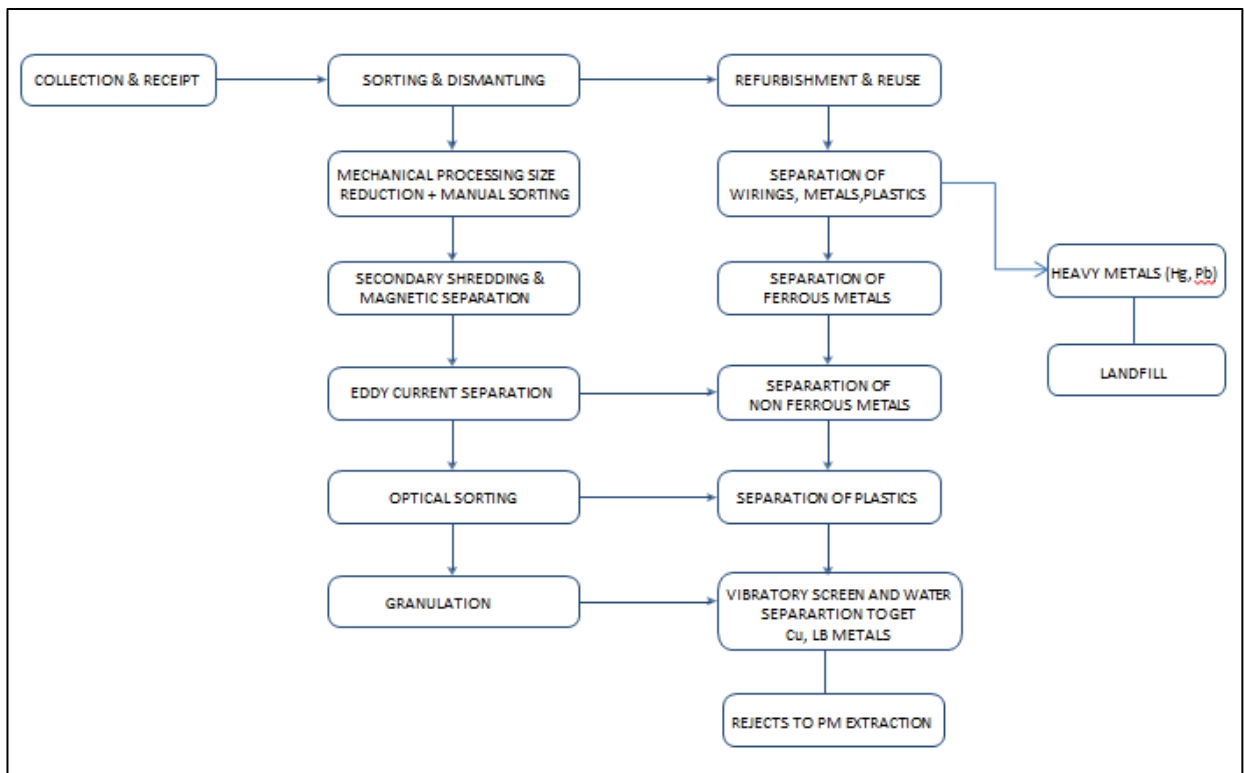 COLLECTION & RECEIPT
SORTING & DISMANTLING
REFURBISHMENT & REUSE
MECHANICAL PROCESSING SIZE
REDUCTION + MANUAL SORTING
SEPARATION OF
WIRINGS, METALS,PLASTICS
SECONDARY SHREDDING &
MAGNETIC SEPARATION
SEPARATION OF
FERROUS METALS
HEAVY METALS (Hg, Pb)
LANDFILL
EDDY CURRENT SEPARATION
SEPARARTION OF
NON FERROUS METALS
OPTICAL SORTING
SEPARATION OF PLASTICS
GRANULATION
VIBRATORY SCREEN AND WATER
SEPARARTION TO GET
Cu, LB METALS
REJECTS TO PM EXTRACTION